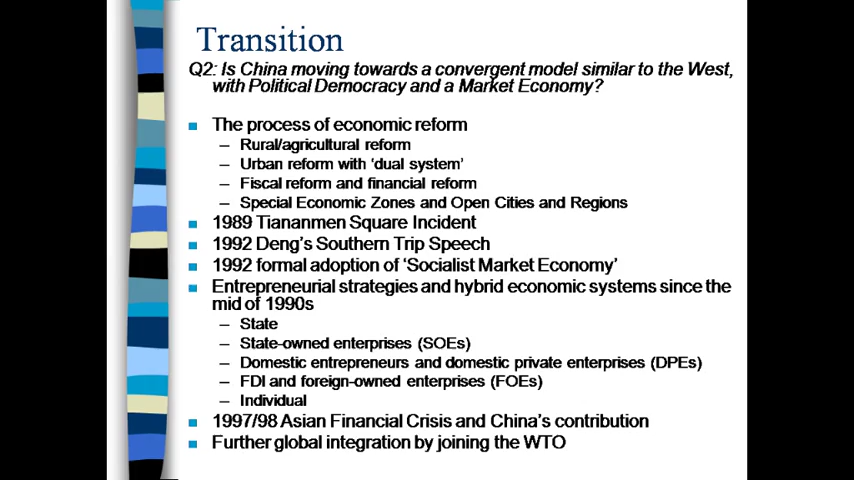 Transition
Q2: Is China moving towards a convergent model similar to the West,
with Political Democracy and a Market Economy?
The process of economic reform
– Rural/agricultural reform
– Urban reform with ‘dual system’
– Fiscal reform and financial reform
– Special Economic Zones and Open Cities and Regions
1989 Tiananmen Square Incident
1992 Deng’s Southern Trip Speech
1992 formal adoption of ‘Socialist Market Economy’
Entrepreneurial strategies and hybrid economic systems since the
mid of 1990s
– State
– State-owned enterprises (SOEs)
– Domestic entrepreneurs and domestic private enterprises (DPEs)
– FDI and foreign-owned enterprises (FOEs)
– Individual
1997/98 Asian Financial Crisis and China’s contribution
Further global integration by joining the WTO